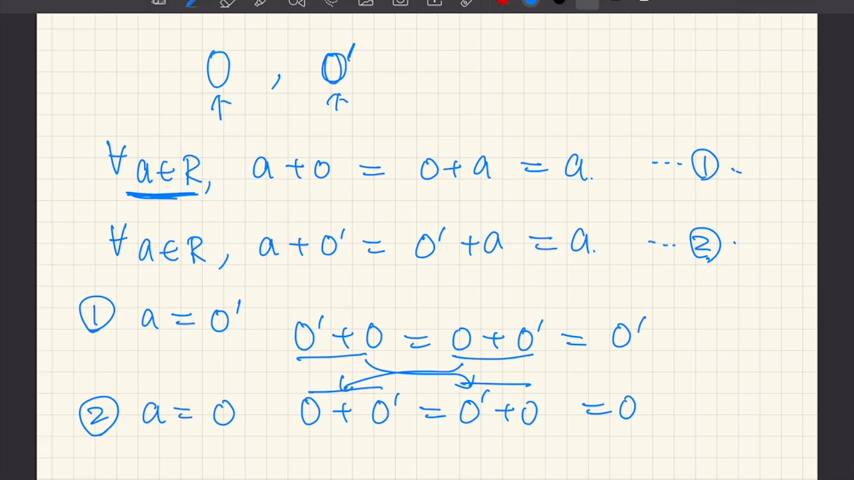 0 , 0′
∀a∈R, a+0 = 0+a = a. ⋯①.
∀a∈R, a+0′ = 0′+a = a. ⋯②.
① a = 0′ 0′+0 = 0+0′ = 0′
② a = 0 0+0′ = 0′+0 = 0